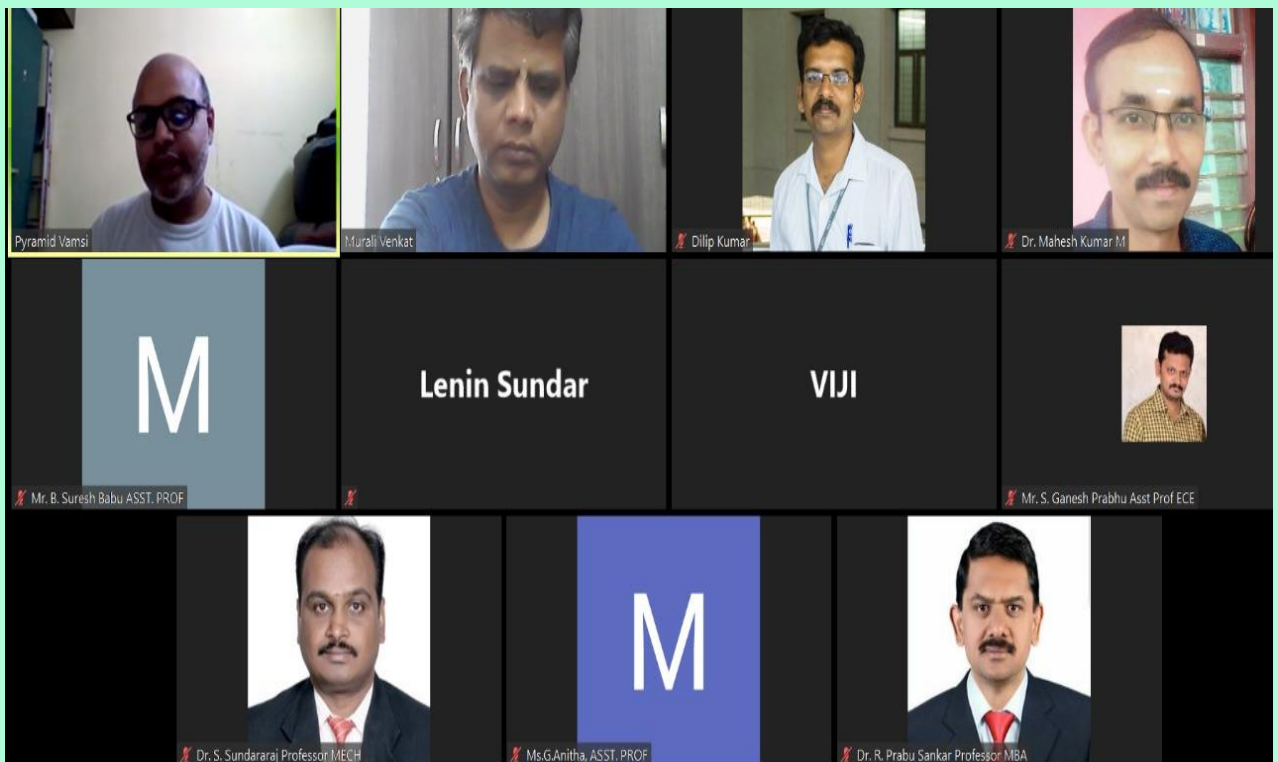 Pyramid Vamsi
Murali Venkat
Dilip Kumar
Dr. Mahesh Kumar M
M
Mr. B. Suresh Babu ASST. PROF
Lenin Sundar
VIJI
Mr. S. Ganesh Prabhu Asst Prof ECE
Dr. S. Sundararaj Professor MECH
M
Ms.G.Anitha, ASST. PROF
Dr. R. Prabu Sankar Professor MBA